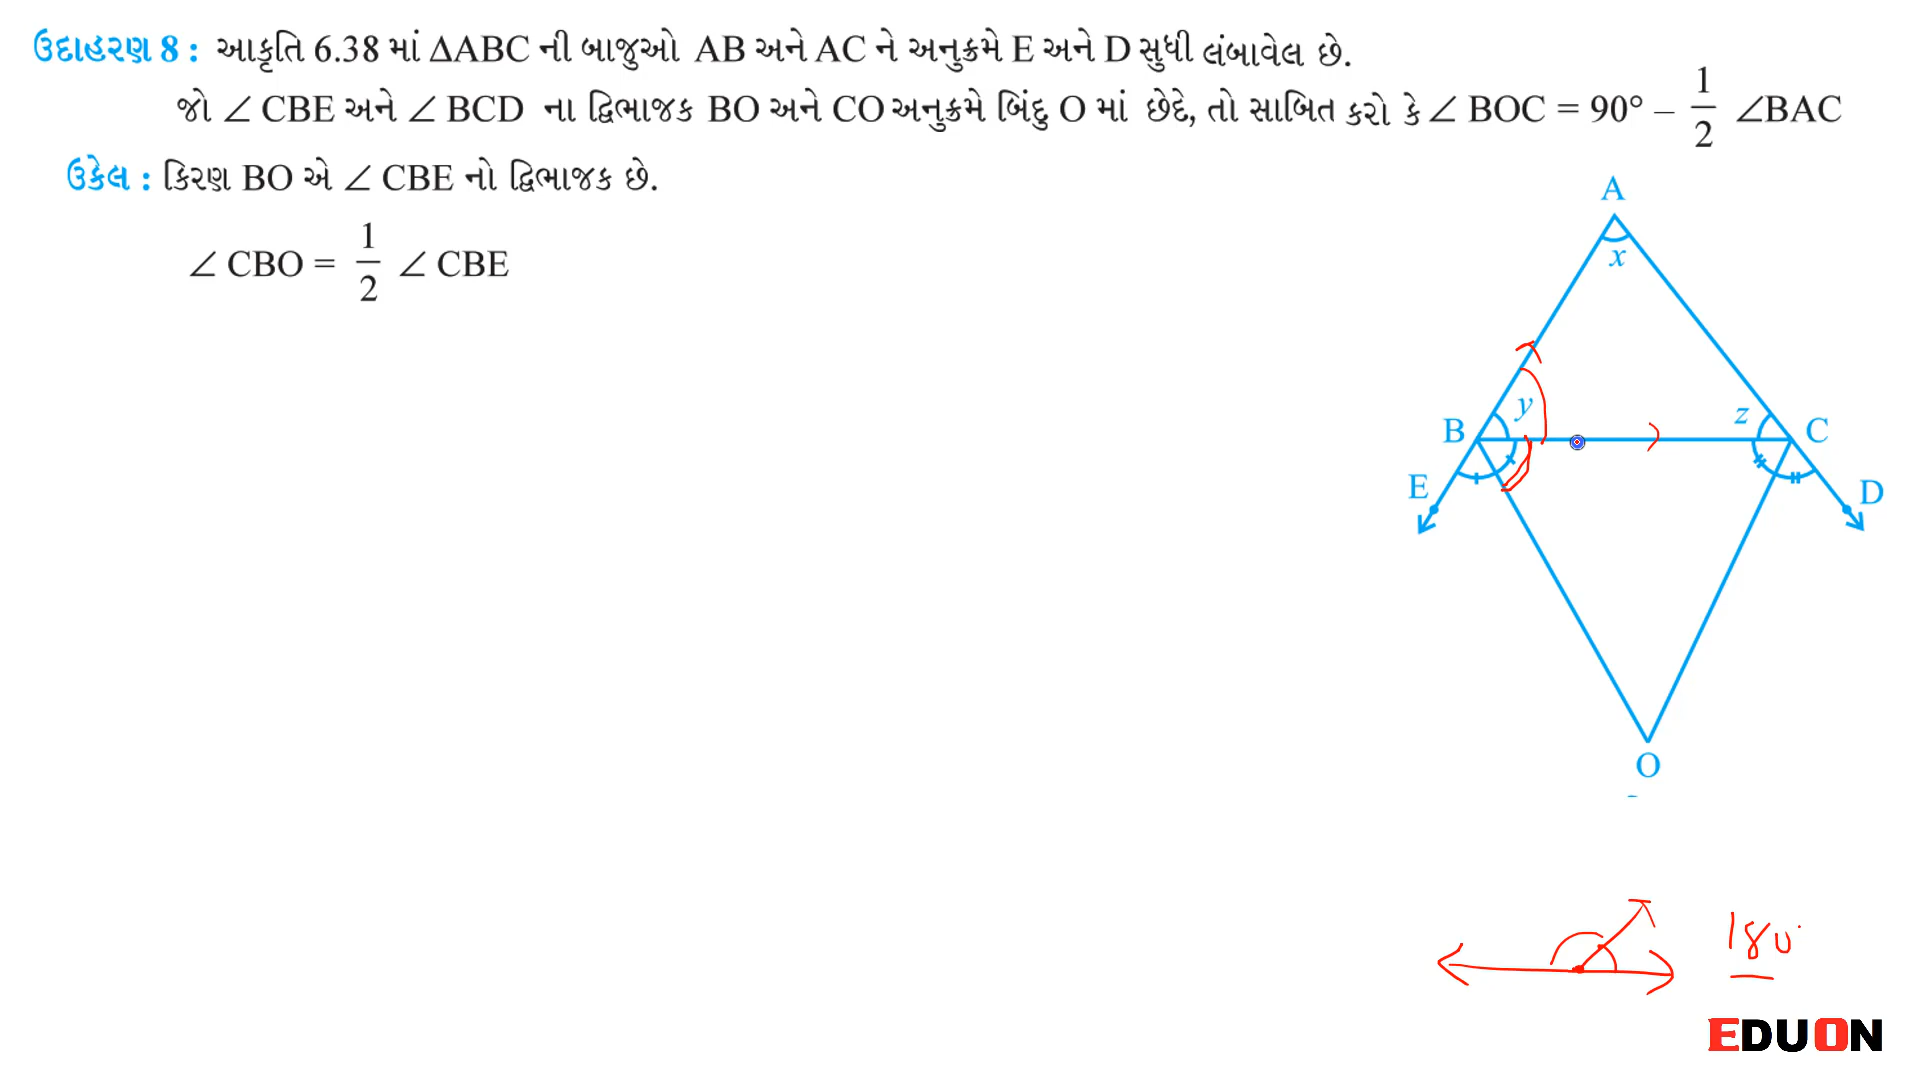 ઉદાહરણ 8 : આકૃતિ 6.38 માં ΔABC ની બાજુઓ AB અને AC ને અનુક્રમે E અને D સુધી લંબાવેલ છે.
જો ∠ CBE અને ∠ BCD ના દ્વિભાજક BO અને CO અનુક્રમે બિંદુ O માં છેદે, તો સાબિત કરો કે ∠ BOC = 90° – 1/2 ∠BAC
ઉકેલ : કિરણ BO એ ∠ CBE નો દ્વિભાજક છે.
∠ CBO = 1/2 ∠ CBE
A
x
y
z
B
C
E
D
O
180°
EDUON